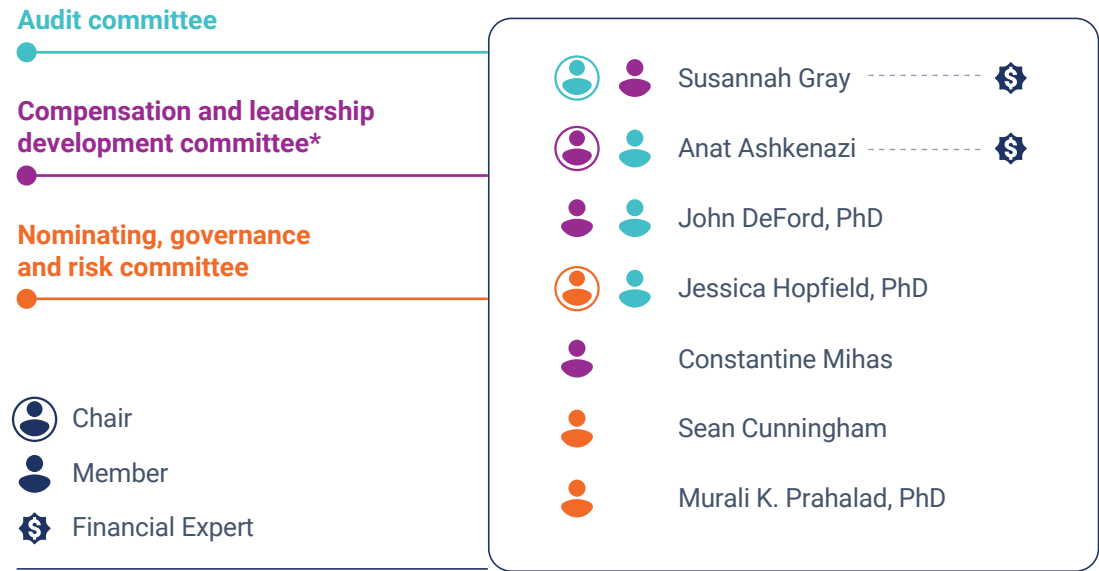 Audit committee
Compensation and leadership
development committee*
Nominating, governance
and risk committee
Chair
Member
$ Financial Expert
Susannah Gray $
Anat Ashkenazi $
John DeFord, PhD
Jessica Hopfield, PhD
Constantine Mihas
Sean Cunningham
Murali K. Prahalad, PhD